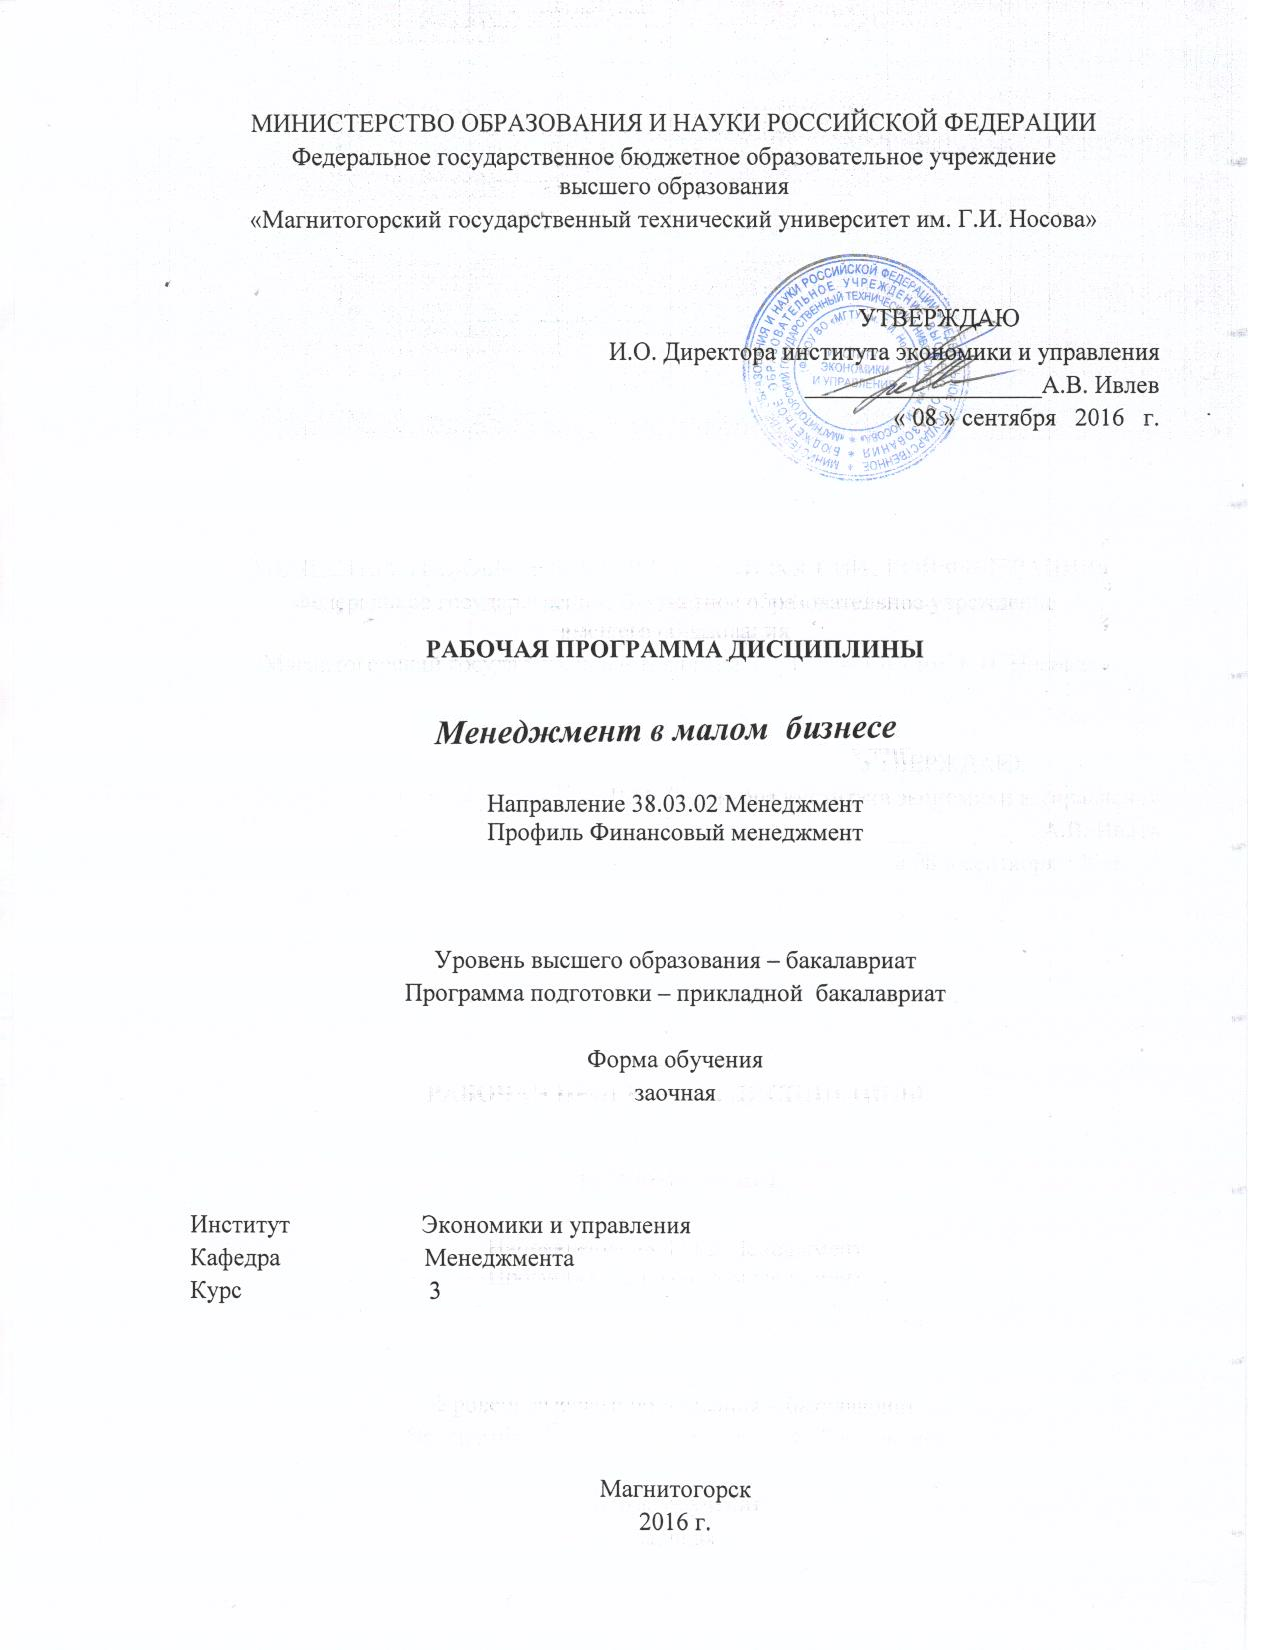 МИНИСТЕРСТВО ОБРАЗОВАНИЯ И НАУКИ РОССИЙСКОЙ ФЕДЕРАЦИИ
Федеральное государственное бюджетное образовательное учреждение
высшего образования
«Магнитогорский государственный технический университет им. Г.И. Носова»
УТВЕРЖДАЮ
И.О. Директора института экономики и управления
А.В. Ивлев
« 08 » сентября 2016 г.
ЭКОНОМИКИ
И УПРАВЛЕНИЯ
РАБОЧАЯ ПРОГРАММА ДИСЦИПЛИНЫ
Менеджмент в малом бизнесе
Направление 38.03.02 Менеджмент
Профиль Финансовый менеджмент
Уровень высшего образования – бакалавриат
Программа подготовки – прикладной бакалавриат
Форма обучения
заочная
Институт Экономики и управления
Кафедра Менеджмента
Курс 3
Магнитогорск
2016 г.